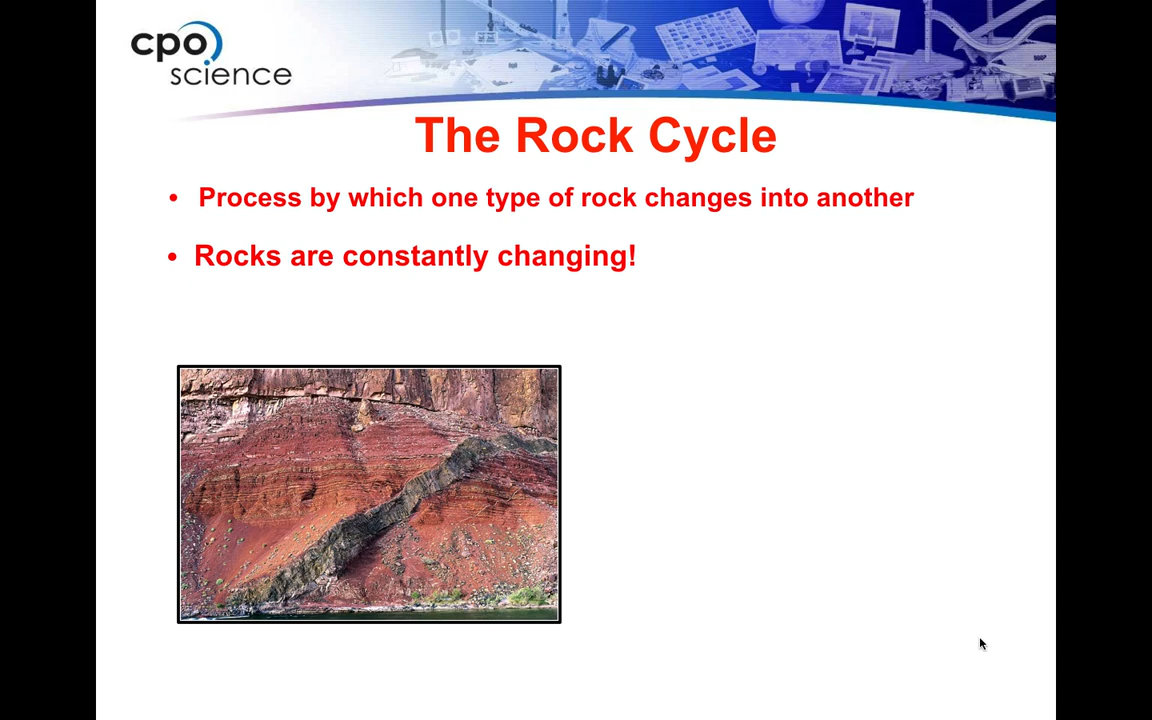 cpo
science
The Rock Cycle
• Process by which one type of rock changes into another
• Rocks are constantly changing!